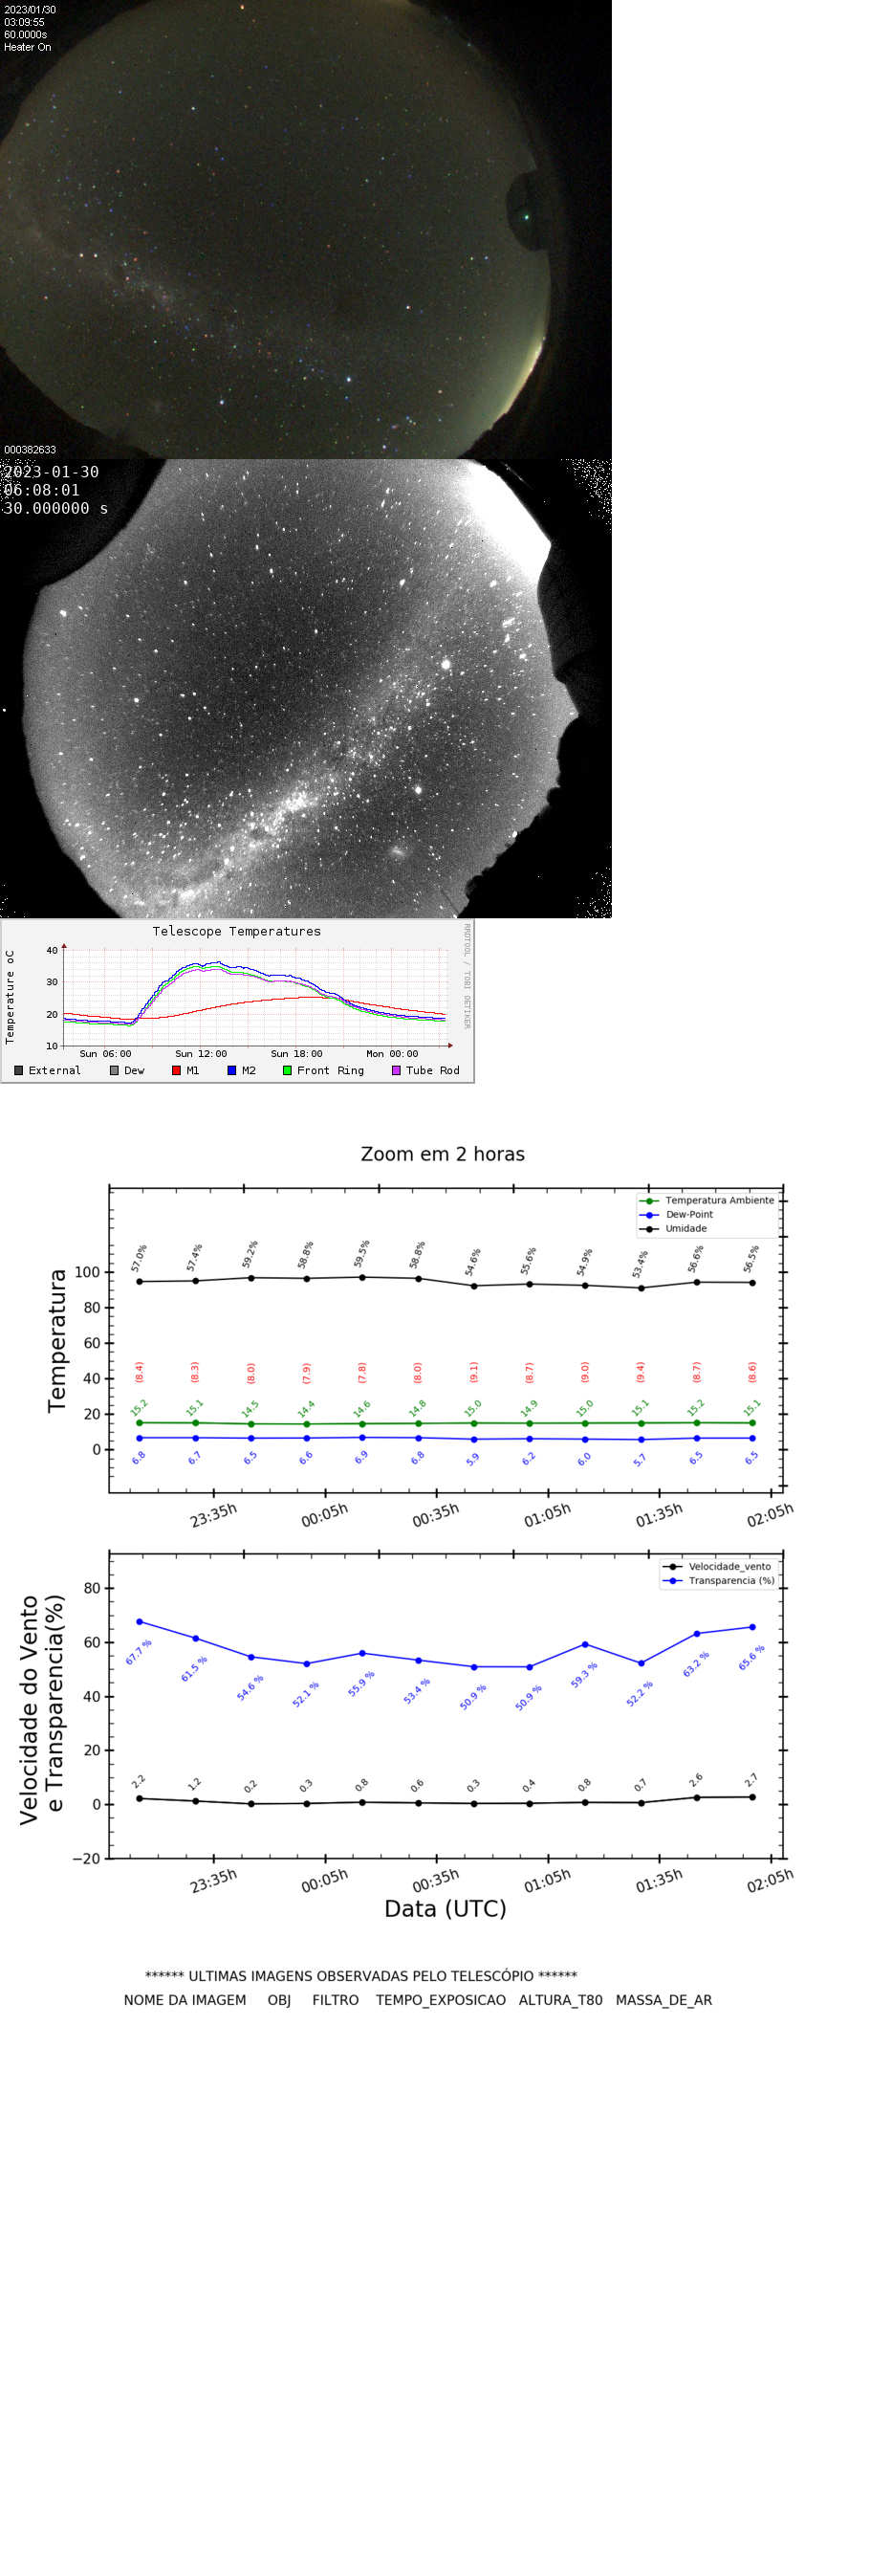 2023/01/30
03:09:55
60.0000s
Heater On
000382633
2023-01-30
06:08:01
30.000000 s
Telescope Temperatures
RRDTOOL / TOBI OETIKER
Temperature oC
40
30
20
10
Sun 06:00 Sun 12:00 Sun 18:00 Mon 00:00
External Dew M1 M2 Front Ring Tube Rod
Zoom em 2 horas
Temperatura Ambiente
Dew-Point
Umidade
Temperatura
57.0% 57.4% 59.2% 58.8% 59.5% 58.8% 54.6% 55.6% 54.9% 53.4% 56.6% 56.5%
100
80
60
40
20
0
(8.4) (8.3) (8.0) (7.9) (7.8) (8.0) (9.1) (8.7) (9.0) (9.4) (8.7) (8.6)
15.2 15.1 14.5 14.4 14.6 14.8 15.0 14.9 15.0 15.1 15.2 15.1
6.8 6.7 6.5 6.6 6.9 6.8 5.9 6.2 6.0 5.7 6.5 6.5
23:35h 00:05h 00:35h 01:05h 01:35h 02:05h
Velocidade_vento
Transparencia (%)
Velocidade do Vento
e Transparencia(%)
80
60
40
20
0
−20
67.7 % 61.5 % 54.6 % 52.1 % 55.9 % 53.4 % 50.9 % 50.9 % 59.3 % 52.2 % 63.2 % 65.6 %
2.2 1.2 0.2 0.3 0.8 0.6 0.3 0.4 0.8 0.7 2.6 2.7
23:35h 00:05h 00:35h 01:05h 01:35h 02:05h
Data (UTC)
****** ULTIMAS IMAGENS OBSERVADAS PELO TELESCÓPIO ******
NOME DA IMAGEM OBJ FILTRO TEMPO_EXPOSICAO ALTURA_T80 MASSA_DE_AR